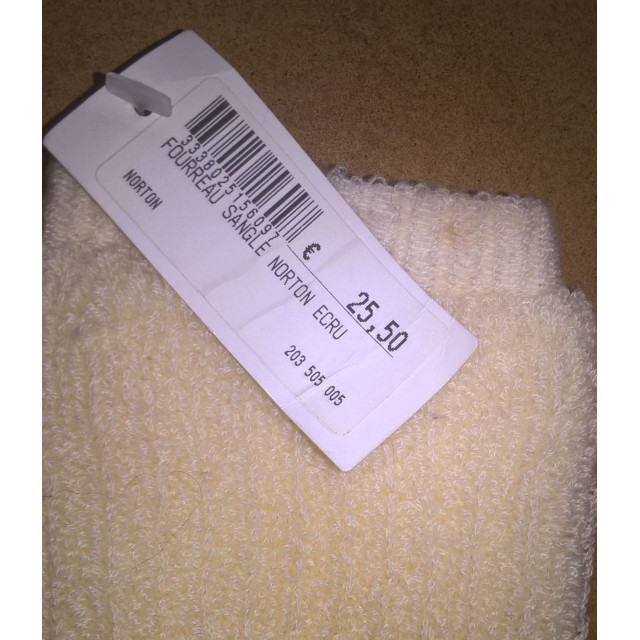 3338025156097
FOURREAU SANGLE NORTON ECRU
NORTON
€ 25,50
203 505 005